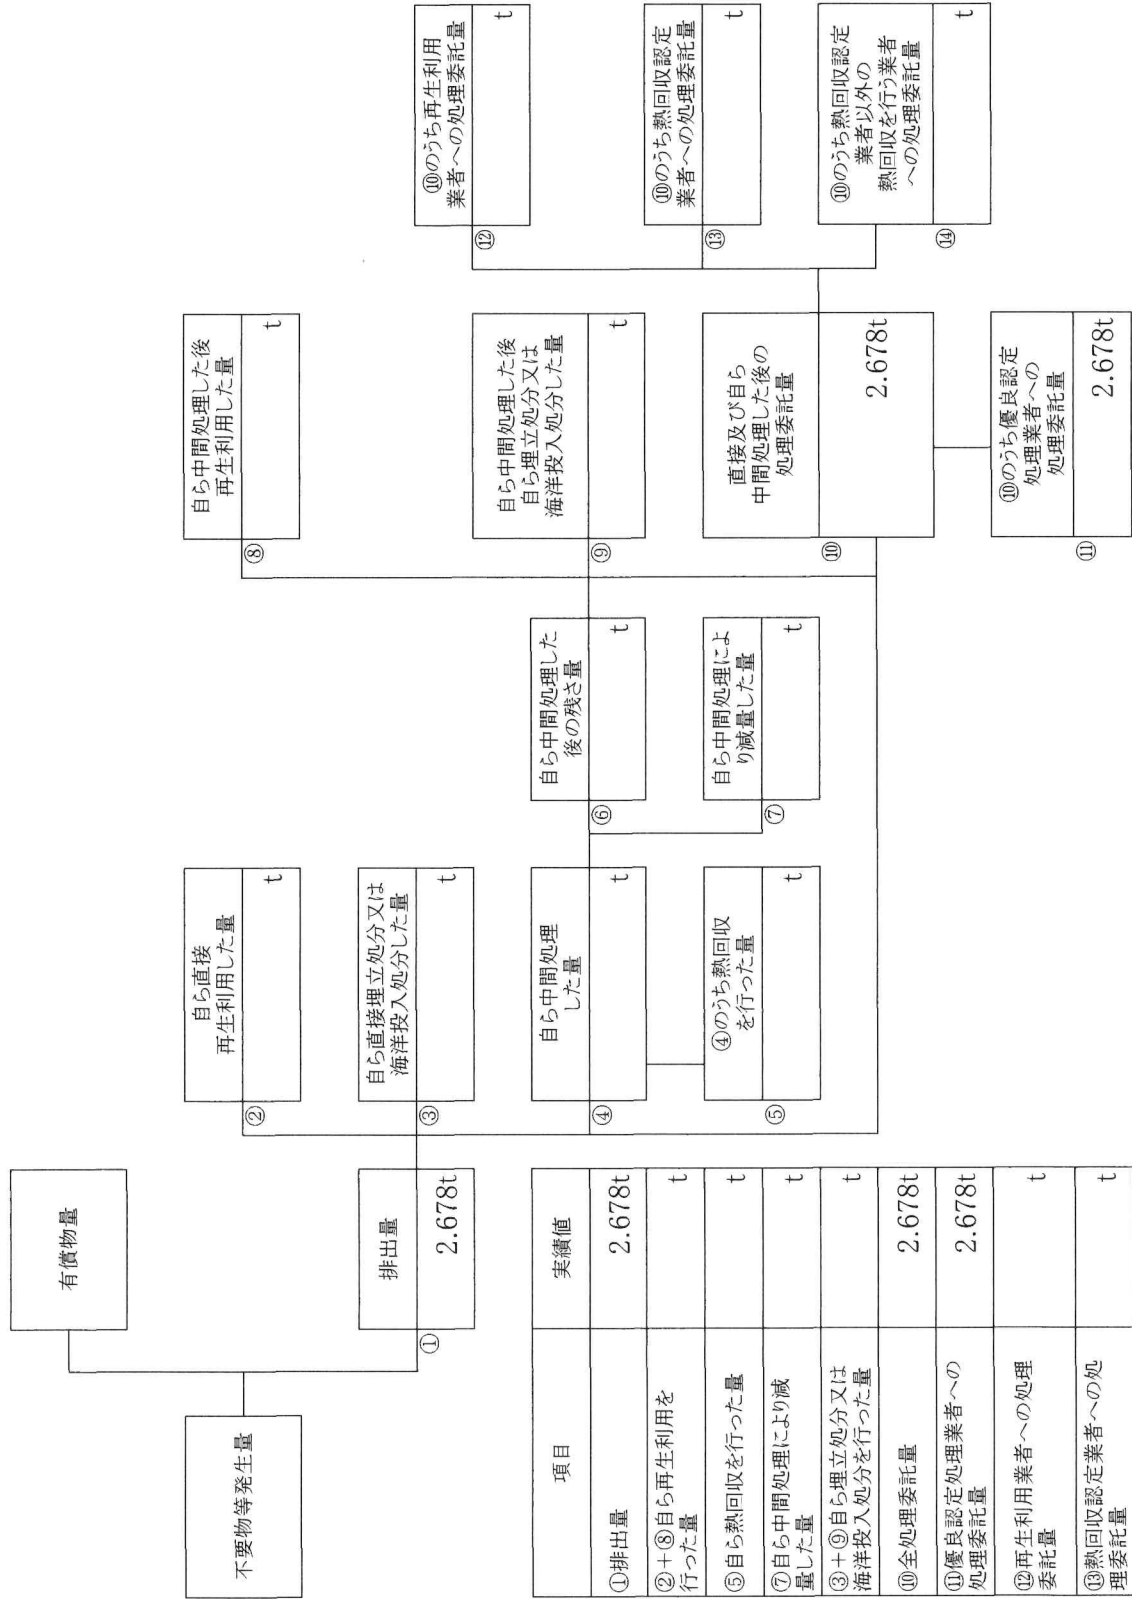 不要物等発生量
有償物量
①
排出量
2.678t
②
自ら直接
再生利用した量
t
③
自ら直接埋立処分又は
海洋投入処分した量
t
④
自ら中間処理
した量
t
⑤
④のうち熱回収
を行った量
t
⑥
自ら中間処理した
後の残さ量
t
⑦
自ら中間処理によ
り減量した量
t
⑧
自ら中間処理した後
再生利用した量
t
⑨
自ら中間処理した後
自ら埋立処分又は
海洋投入処分した量
t
⑩
直接及び自ら
中間処理した後の
処理委託量
2.678t
⑪
⑩のうち優良認定
処理業者への
処理委託量
2.678t
⑫
⑩のうち再生利用
業者への処理委託量
t
⑬
⑩のうち熱回収認定
業者への処理委託量
t
⑭
⑩のうち熱回収認定
業者以外の
熱回収を行う業者
への処理委託量
t
項目 実績値
①排出量 2.678t
②+⑧自ら再生利用を
行った量 t
⑤自ら熱回収を行った量 t
⑦自ら中間処理により減
量した量 t
③+⑨自ら埋立処分又は
海洋投入処分を行った量 t
⑩全処理委託量 2.678t
⑪優良認定処理業者への
処理委託量 2.678t
⑫再生利用業者への処理
委託量 t
⑬熱回収認定業者への処
理委託量 t